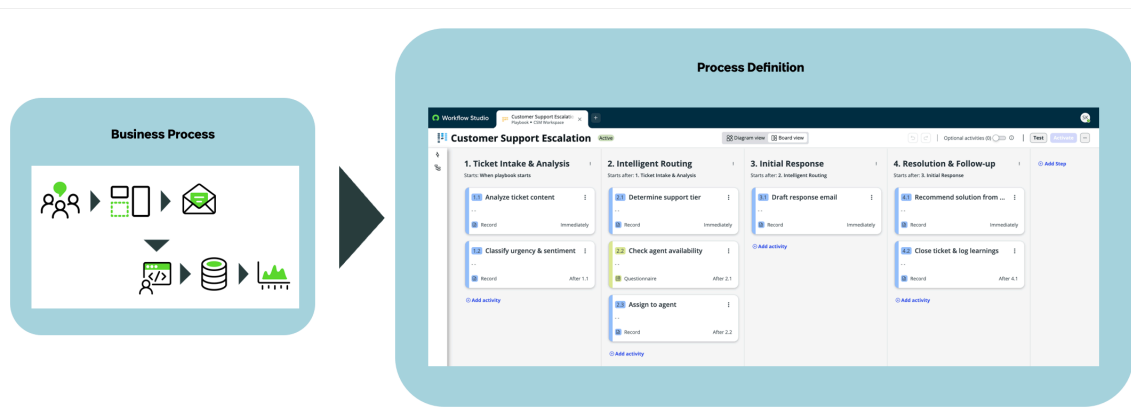 Business Process
Process Definition
Workflow Studio
Customer Support Escalatio
Playbook • CSM Workspace
Customer Support Escalation
Active
Diagram view
Board view
Optional activities (0)
Test
Activate
1. Ticket Intake & Analysis
Starts: When playbook starts
1.1 Analyze ticket content
--
Record Immediately
1.2 Classify urgency & sentiment
--
Record After 1.1
Add activity
2. Intelligent Routing
Starts after: 1. Ticket Intake & Analysis
2.1 Determine support tier
--
Record Immediately
2.2 Check agent availability
--
Questionnaire After 2.1
2.3 Assign to agent
--
Record After 2.2
Add activity
3. Initial Response
Starts after: 2. Intelligent Routing
3.1 Draft response email
--
Record Immediately
Add activity
4. Resolution & Follow-up
Starts after: 3. Initial Response
4.1 Recommend solution from ...
--
Record Immediately
4.2 Close ticket & log learnings
--
Record After 4.1
Add activity
Add Step